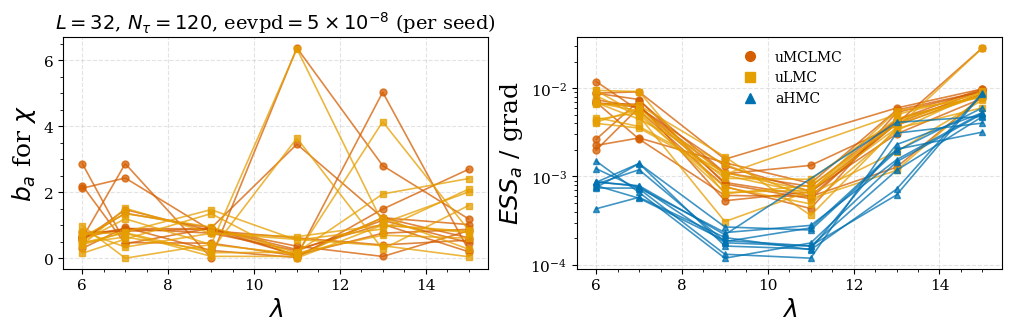 L = 32, N_τ = 120, eevpd = 5 × 10⁻⁸ (per seed)
b_a for χ
6
4
2
0
6 8 10 12 14
λ
ESS_a / grad
10⁻²
10⁻³
10⁻⁴
uMCLMC
uLMC
aHMC
6 8 10 12 14
λ